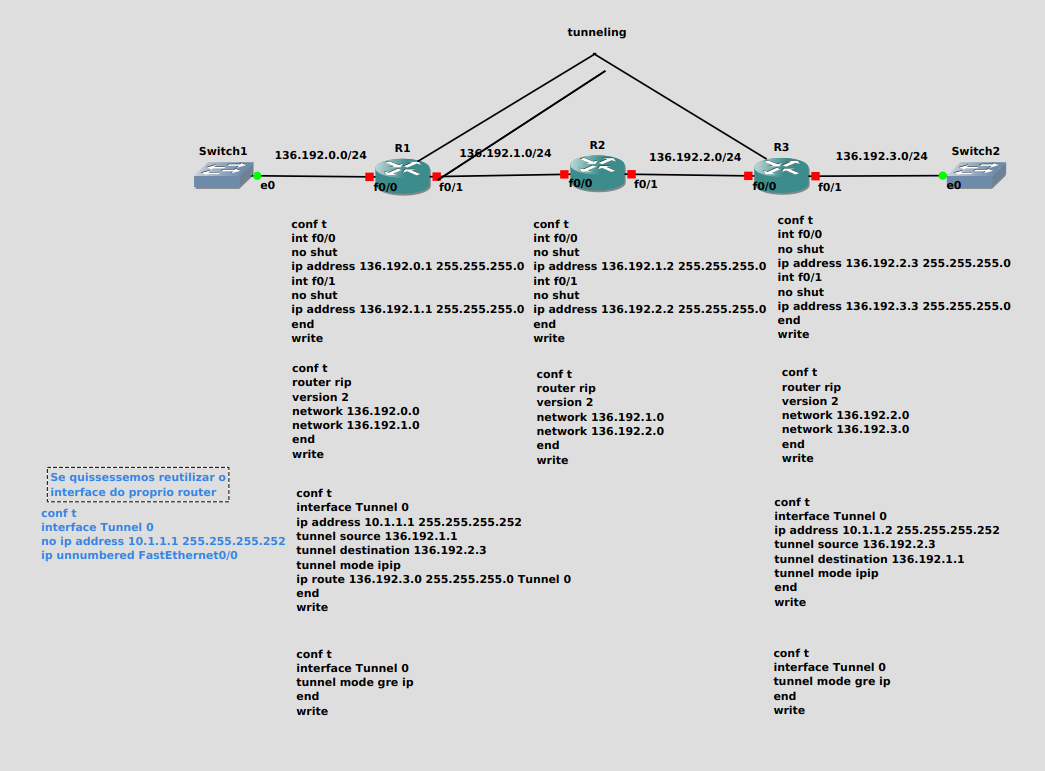 tunneling
Switch1
136.192.0.0/24
R1
136.192.1.0/24
R2
136.192.2.0/24
R3
136.192.3.0/24
Switch2
e0
f0/0
f0/1
f0/0
f0/1
f0/0
f0/1
e0
conf t
int f0/0
no shut
ip address 136.192.0.1 255.255.255.0
int f0/1
no shut
ip address 136.192.1.1 255.255.255.0
end
write
conf t
int f0/0
no shut
ip address 136.192.1.2 255.255.255.0
int f0/1
no shut
ip address 136.192.2.2 255.255.255.0
end
write
conf t
int f0/0
no shut
ip address 136.192.2.3 255.255.255.0
int f0/1
no shut
ip address 136.192.3.3 255.255.255.0
end
write
conf t
router rip
version 2
network 136.192.0.0
network 136.192.1.0
end
write
conf t
router rip
version 2
network 136.192.1.0
network 136.192.2.0
end
write
conf t
router rip
version 2
network 136.192.2.0
network 136.192.3.0
end
write
Se quissessemos reutilizar o
interface do proprio router
conf t
interface Tunnel 0
no ip address 10.1.1.1 255.255.255.252
ip unnumbered FastEthernet0/0
conf t
interface Tunnel 0
ip address 10.1.1.1 255.255.255.252
tunnel source 136.192.1.1
tunnel destination 136.192.2.3
tunnel mode ipip
ip route 136.192.3.0 255.255.255.0 Tunnel 0
end
write
conf t
interface Tunnel 0
ip address 10.1.1.2 255.255.255.252
tunnel source 136.192.2.3
tunnel destination 136.192.1.1
tunnel mode ipip
end
write
conf t
interface Tunnel 0
tunnel mode gre ip
end
write
conf t
interface Tunnel 0
tunnel mode gre ip
end
write